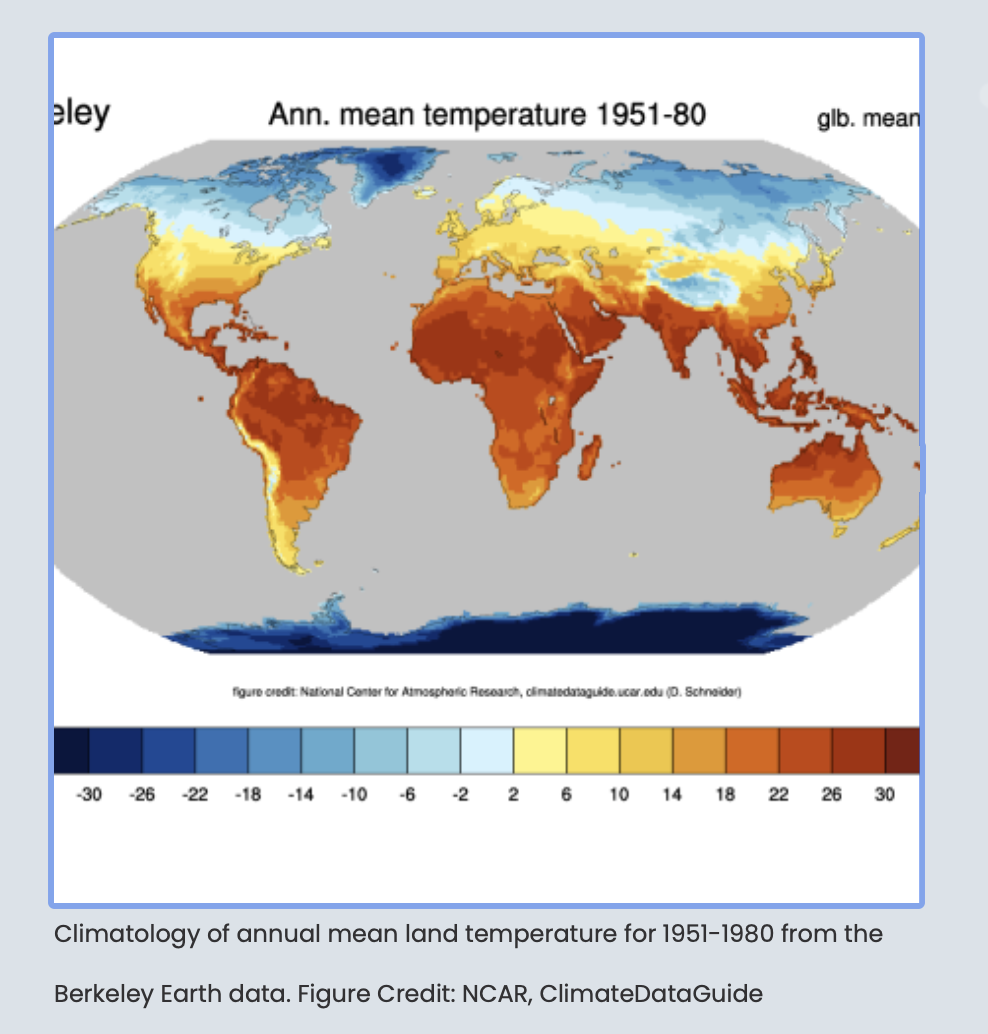 eley
Ann. mean temperature 1951-80
glb. mean
figure credit: National Center for Atmospheric Research, climatedataguide.ucar.edu (D. Schneider)
-30 -26 -22 -18 -14 -10 -6 -2 2 6 10 14 18 22 26 30
Climatology of annual mean land temperature for 1951-1980 from the
Berkeley Earth data. Figure Credit: NCAR, ClimateDataGuide